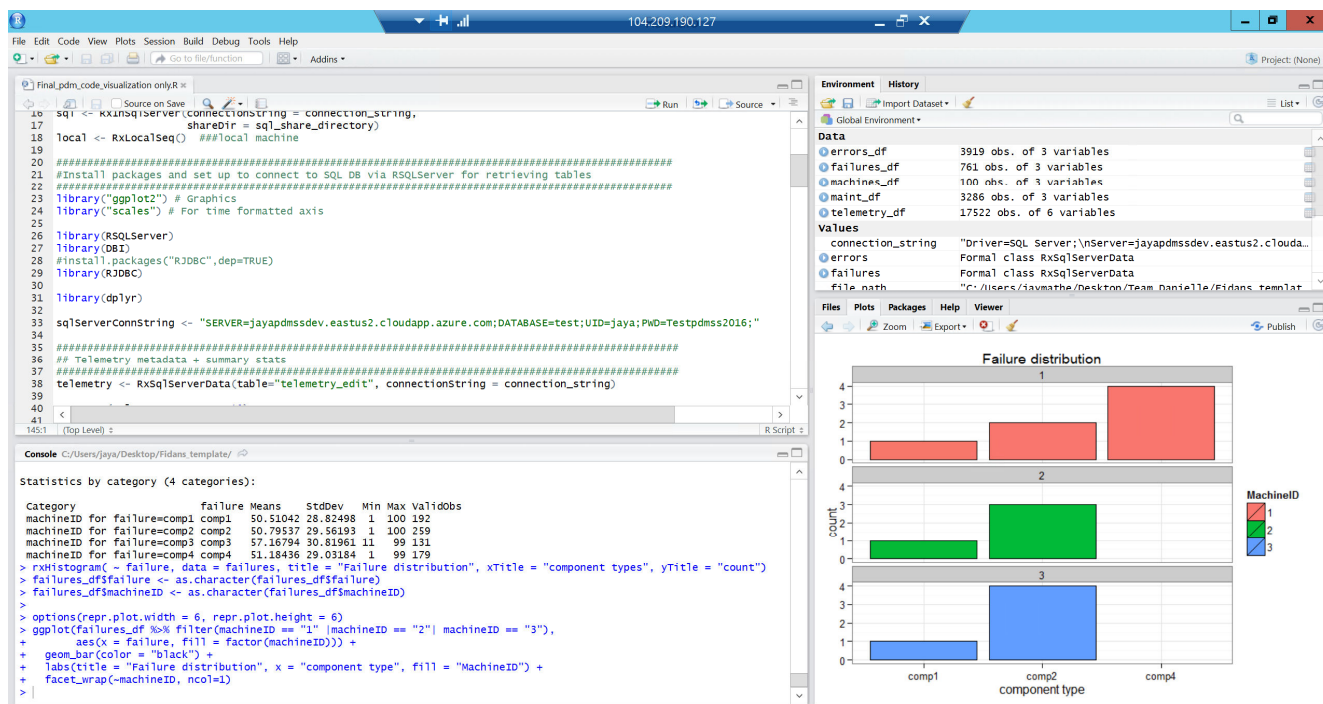 104.209.190.127
File Edit Code View Plots Session Build Debug Tools Help
Go to file/function Addins Project: (None)
Final_pdm_code_visualization only.R
Source on Save Run Source
16 sql <- RxInSqlServer(connectionString = connection_string,
17 shareDir = sql_share_directory)
18 local <- RxLocalSeq() ###local machine
19
20 ####################################################################################################
21 #Install packages and set up to connect to SQL DB via RSQLServer for retrieving tables
22 ####################################################################################################
23 library("ggplot2") # Graphics
24 library("scales") # For time formatted axis
25
26 library(RSQLServer)
27 library(DBI)
28 #install.packages("RJDBC",dep=TRUE)
29 library(RJDBC)
30
31 library(dplyr)
32
33 sqlServerConnString <- "SERVER=jayapdmssdev.eastus2.cloudapp.azure.com;DATABASE=test;UID=jaya;PWD=Testpdmss2016;"
34
35 ####################################################################################################
36 ## Telemetry metadata + summary stats
37 ####################################################################################################
38 telemetry <- RxSqlServerData(table="telemetry_edit", connectionString = connection_string)
39
40
41
145:1 (Top Level) R Script
Console C:/Users/jaya/Desktop/Fidans_template/
Statistics by category (4 categories):
Category failure Means StdDev Min Max ValidObs
machineID for failure=comp1 comp1 50.51042 28.82498 1 100 192
machineID for failure=comp2 comp2 50.79537 29.56193 1 100 259
machineID for failure=comp3 comp3 57.16794 30.81961 11 99 131
machineID for failure=comp4 comp4 51.18436 29.03184 1 99 179
> rxHistogram( ~ failure, data = failures, title = "Failure distribution", xTitle = "component types", yTitle = "count")
> failures_df$failure <- as.character(failures_df$failure)
> failures_df$machineID <- as.character(failures_df$machineID)
>
> options(repr.plot.width = 6, repr.plot.height = 6)
> ggplot(failures_df %>% filter(machineID == "1" |machineID == "2"| machineID == "3"),
+ aes(x = failure, fill = factor(machineID))) +
+ geom_bar(color = "black") +
+ labs(title = "Failure distribution", x = "component type", fill = "MachineID") +
+ facet_wrap(~machineID, ncol=1)
>
Environment History
Import Dataset List
Global Environment
Data
errors_df 3919 obs. of 3 variables
failures_df 761 obs. of 3 variables
machines_df 100 obs. of 3 variables
maint_df 3286 obs. of 3 variables
telemetry_df 17522 obs. of 6 variables
Values
connection_string "Driver=SQL Server;\nServer=jayapdmssdev.eastus2.clouda…
errors Formal class RxSqlServerData
failures Formal class RxSqlServerData
file_path "C:/Users/jaymathe/Desktop/Team Danielle/Fidans_templat
Files Plots Packages Help Viewer
Zoom Export Publish
Failure distribution
1
4
3
2
1
0
2
4
3
2
1
0
3
4
3
2
1
0
count
comp1 comp2 comp4
component type
MachineID
1
2
3